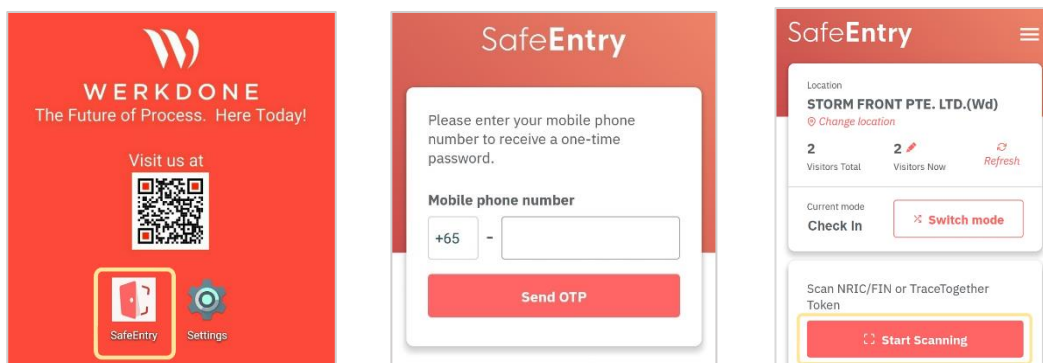 WERKDONE
The Future of Process. Here Today!
Visit us at
SafeEntry
Settings
SafeEntry
Please enter your mobile phone
number to receive a one-time
password.
Mobile phone number
+65
-
Send OTP
SafeEntry
Location
STORM FRONT PTE. LTD.(Wd)
Change location
2
2
Refresh
Visitors Total
Visitors Now
Current mode
Check In
Switch mode
Scan NRIC/FIN or TraceTogether
Token
Start Scanning